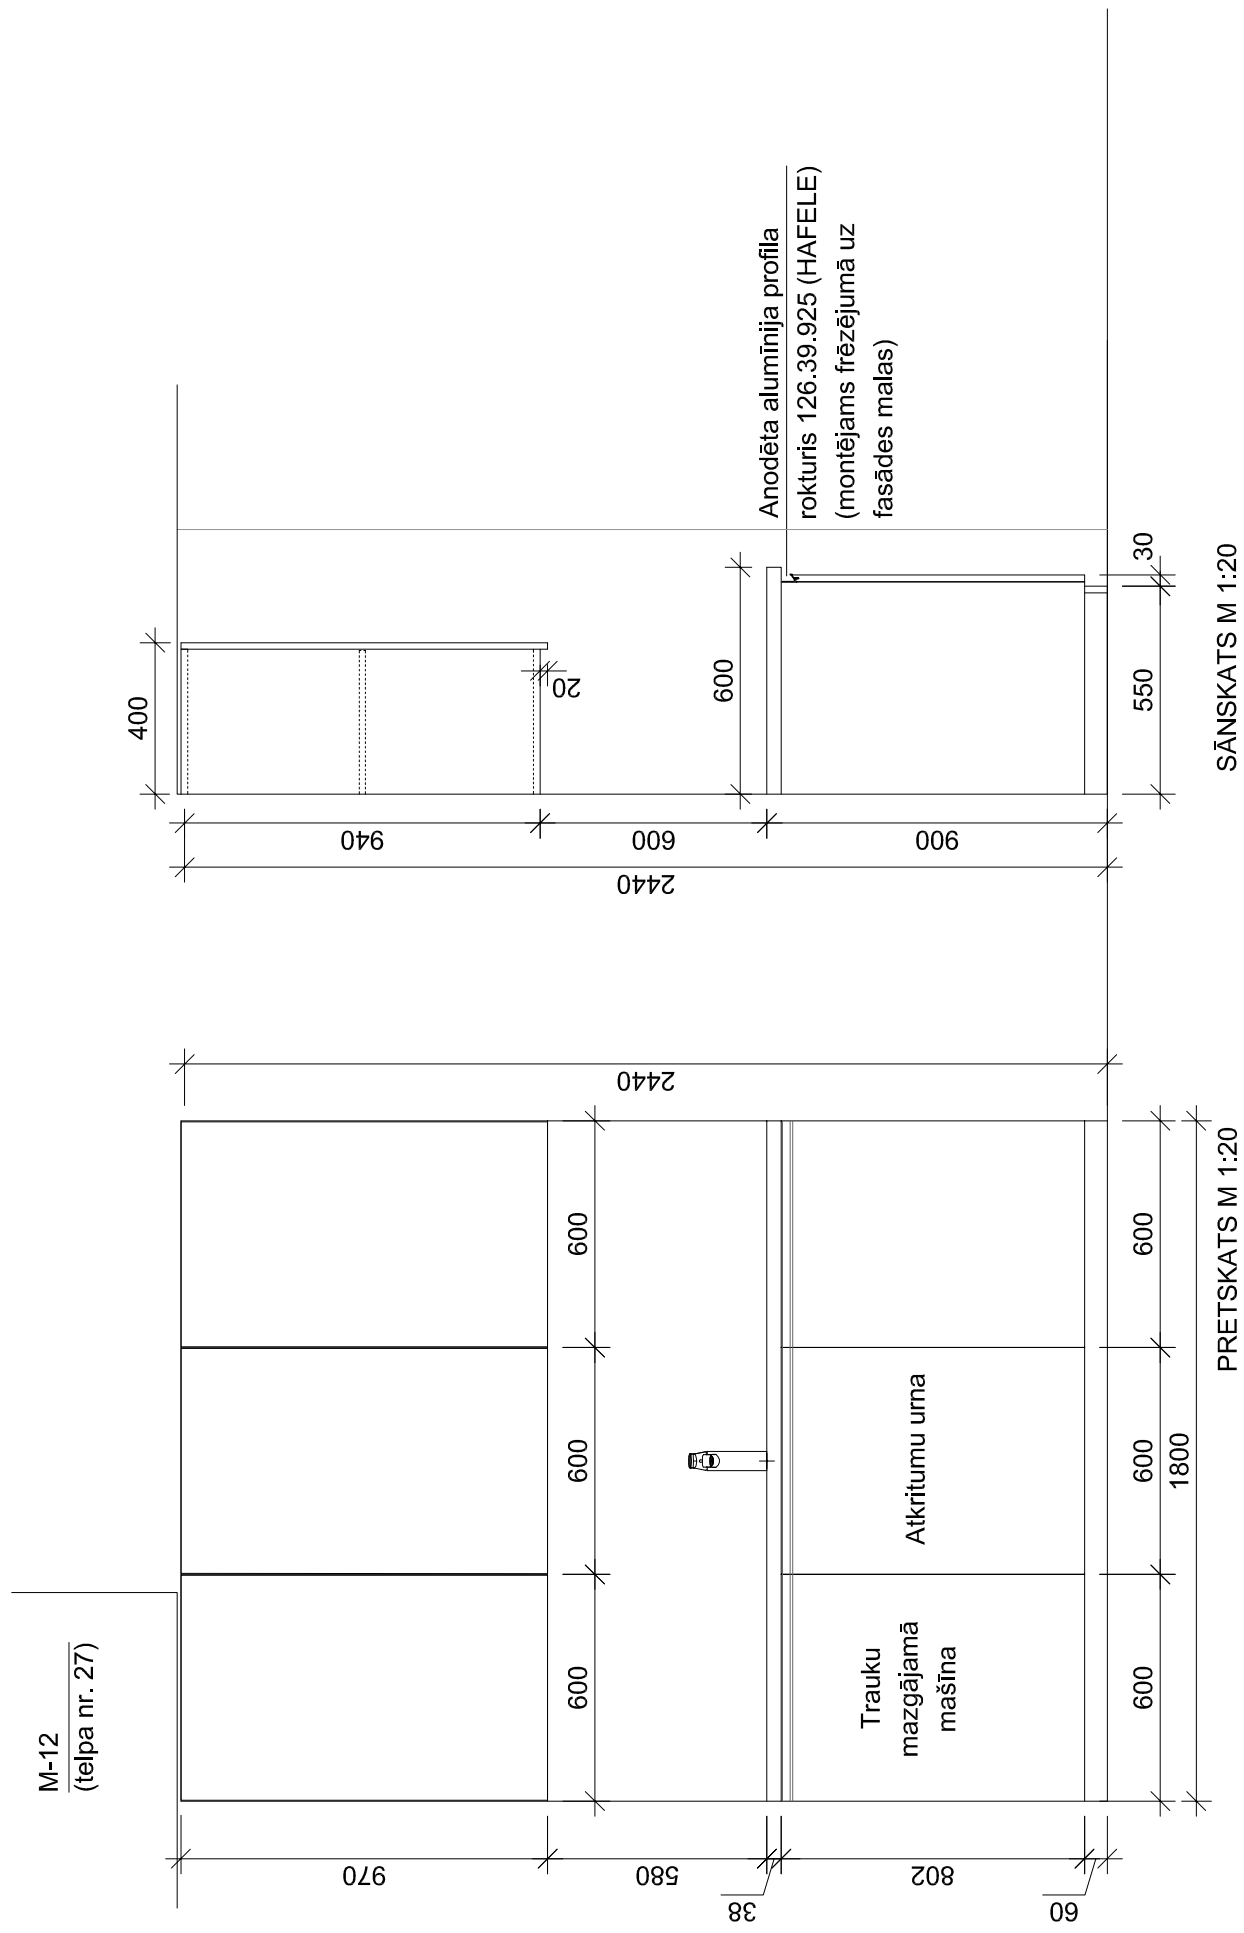 M-12
(telpa nr. 27)
970
580
38
802
60
600
600
600
Trauku
mazgājamā
mašīna
Atkritumu urna
600
600
600
1800
2440
PRETSKATS M 1:20
2440
940
600
900
400
20
600
550
30
Anodēta alumīnija profila
rokturis 126.39.925 (HAFELE)
(montējams frēzējumā uz
fasādes malas)
SĀNSKATS M 1:20